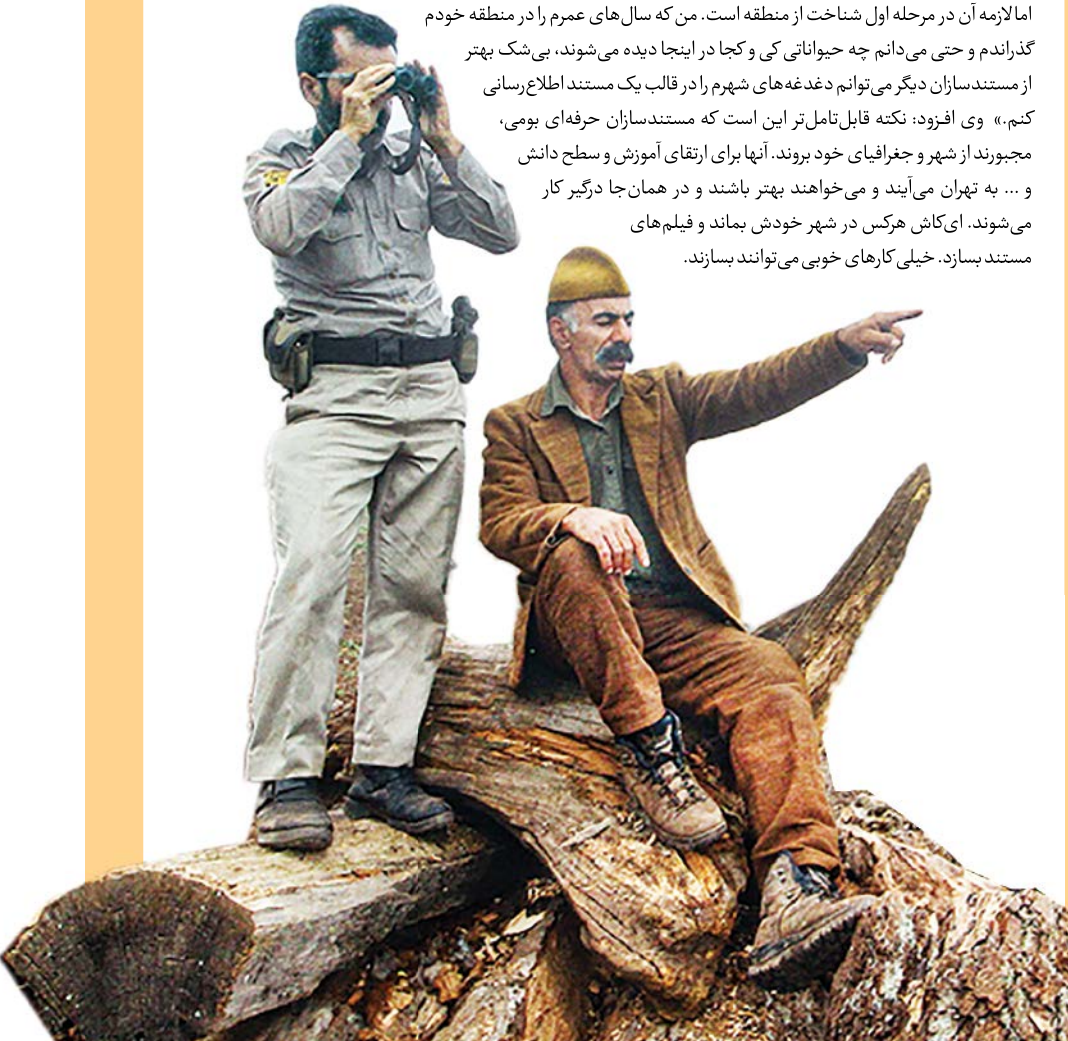 اما لازمه آن در مرحله اول شناخت از منطقه است. من که سال‌های عمرم را در منطقه خودم
گذراندم و حتی می‌دانم چه حیواناتی کی و کجا در اینجا دیده می‌شوند، بی‌شک بهتر
از مستندسازان دیگر می‌توانم دغدغه‌های شهرم را در قالب یک مستند اطلاع‌رسانی
کنم.» وی افزود: نکته قابل‌تامل‌تر این است که مستندسازان حرفه‌ای بومی،
مجبورند از شهر و جغرافیای خود بروند. آنها برای ارتقای آموزش و سطح دانش
و ... به تهران می‌آیند و می‌خواهند بهتر باشند و در همان‌جا درگیر کار
می‌شوند. ای‌کاش هرکس در شهر خودش بماند و فیلم‌های
مستند بسازد. خیلی کارهای خوبی می‌توانند بسازند.